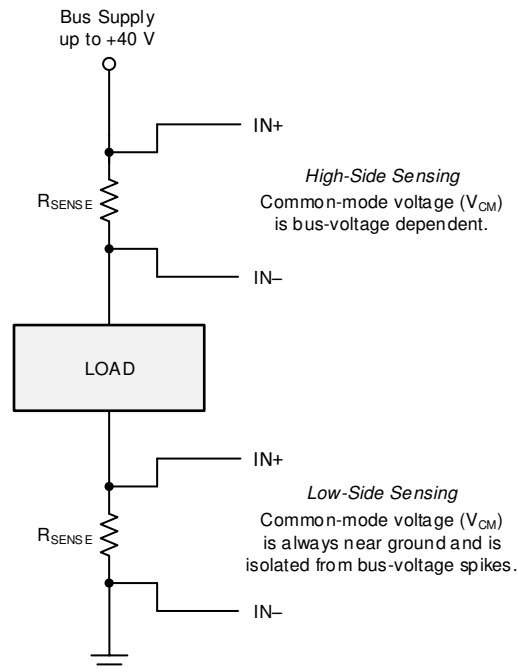 Bus Supply
up to +40 V
IN+
High-Side Sensing
RSENSE
Common-mode voltage (VCM)
is bus-voltage dependent.
IN–
LOAD
IN+
Low-Side Sensing
Common-mode voltage (VCM)
RSENSE
is always near ground and is
isolated from bus-voltage spikes.
IN–